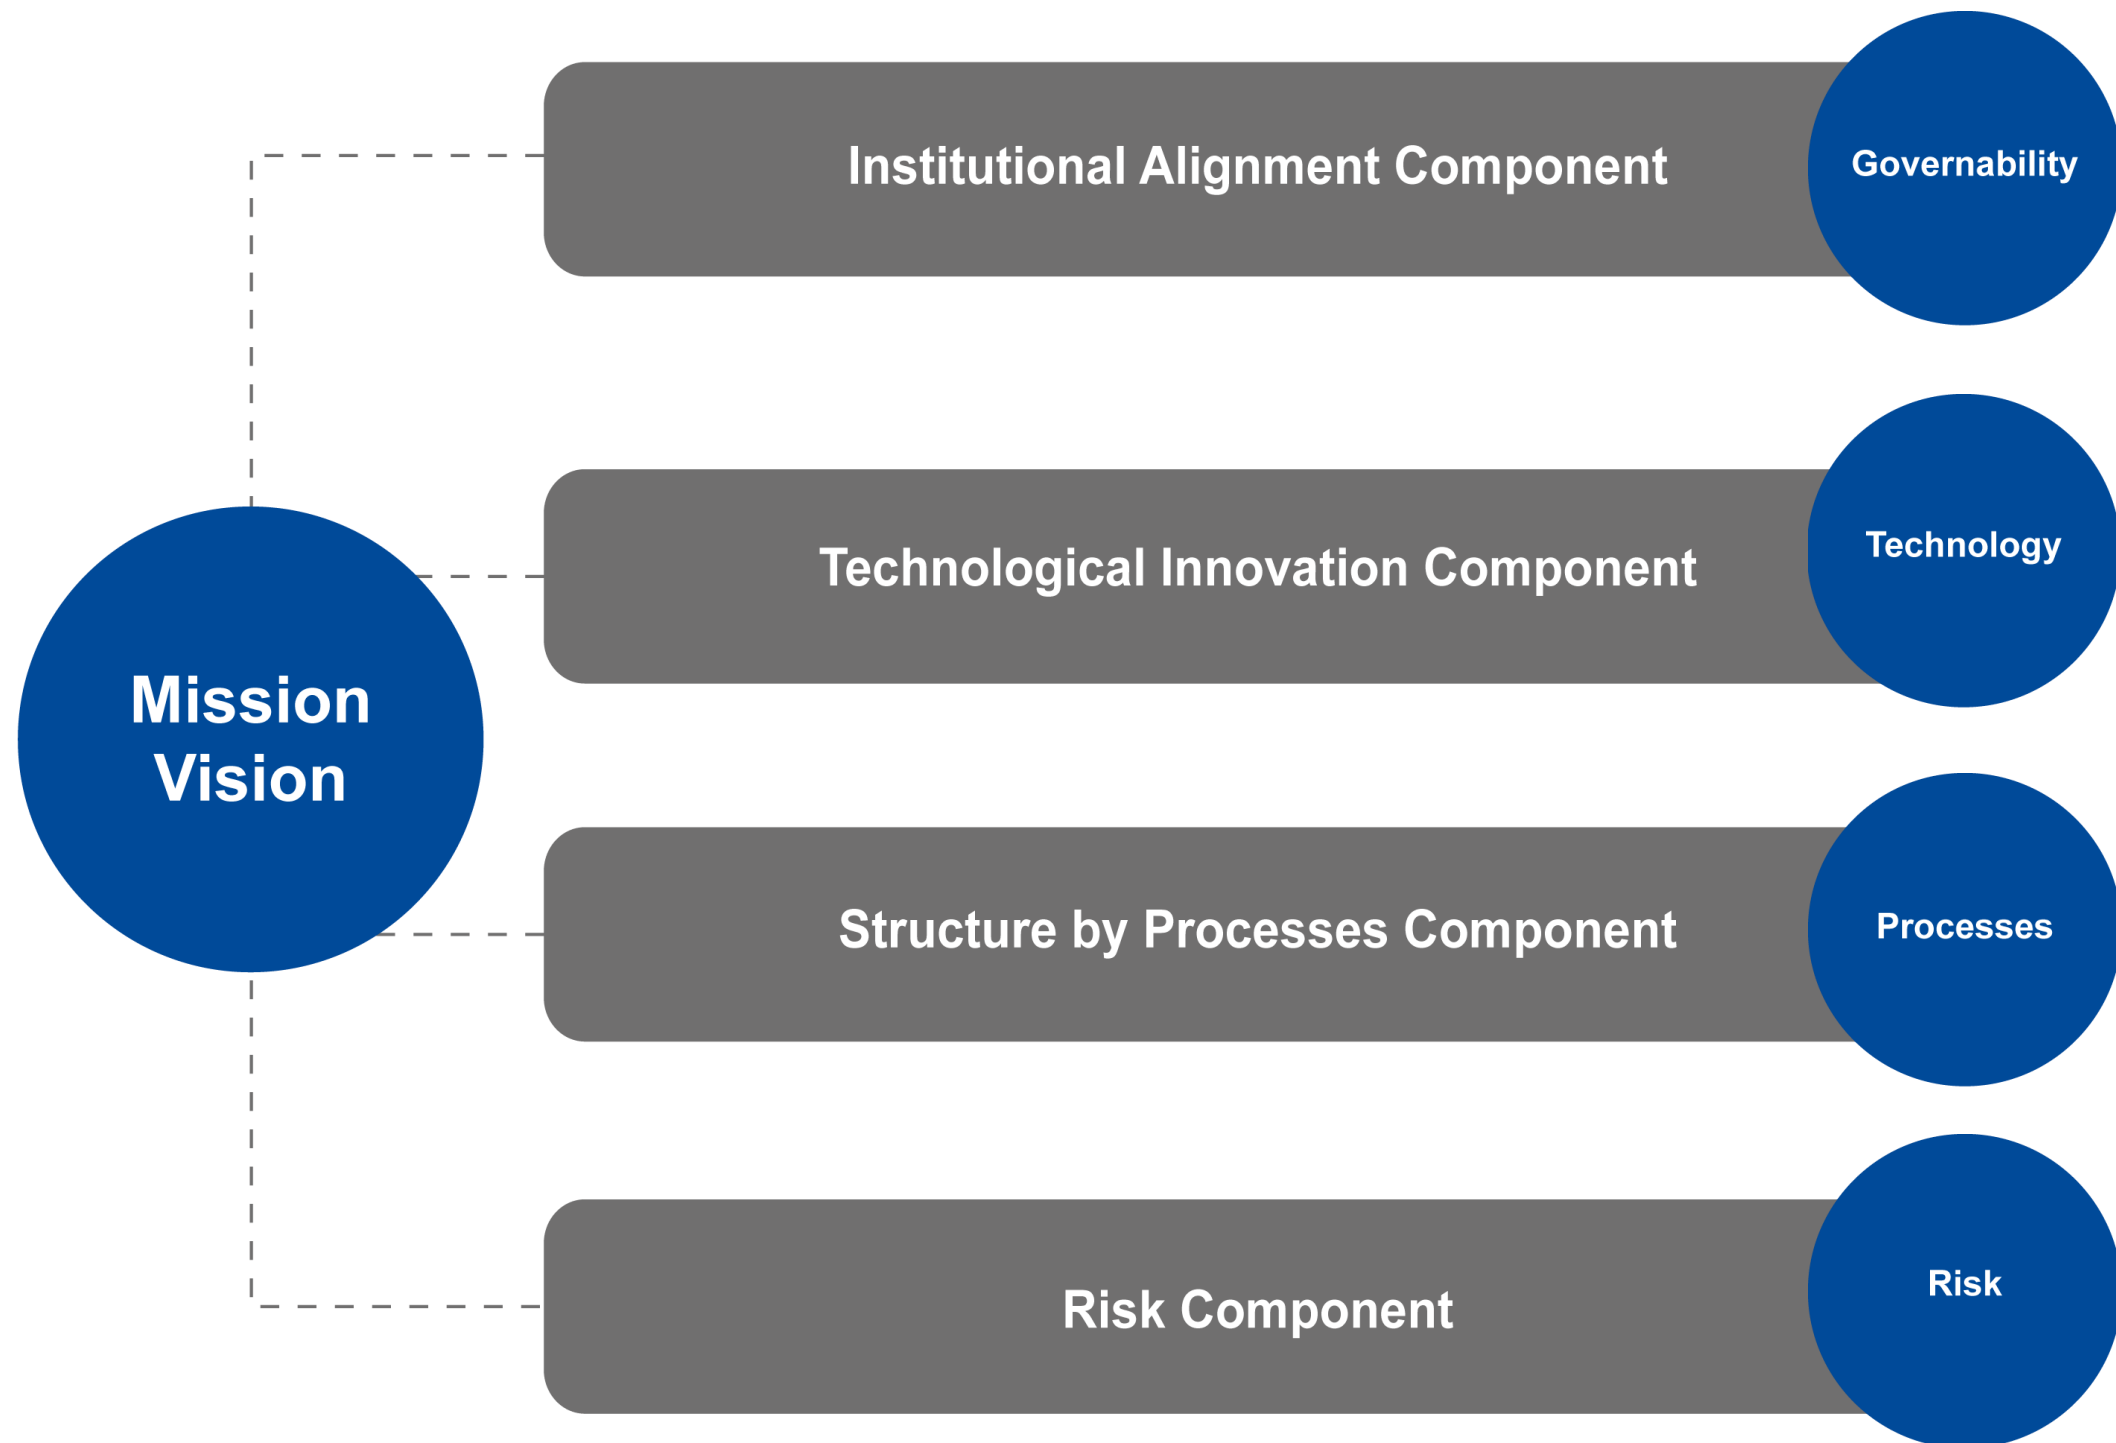 Institutional Alignment Component
Governability
Technological Innovation Component
Technology
Mission
Vision
Structure by Processes Component
Processes
Risk Component
Risk